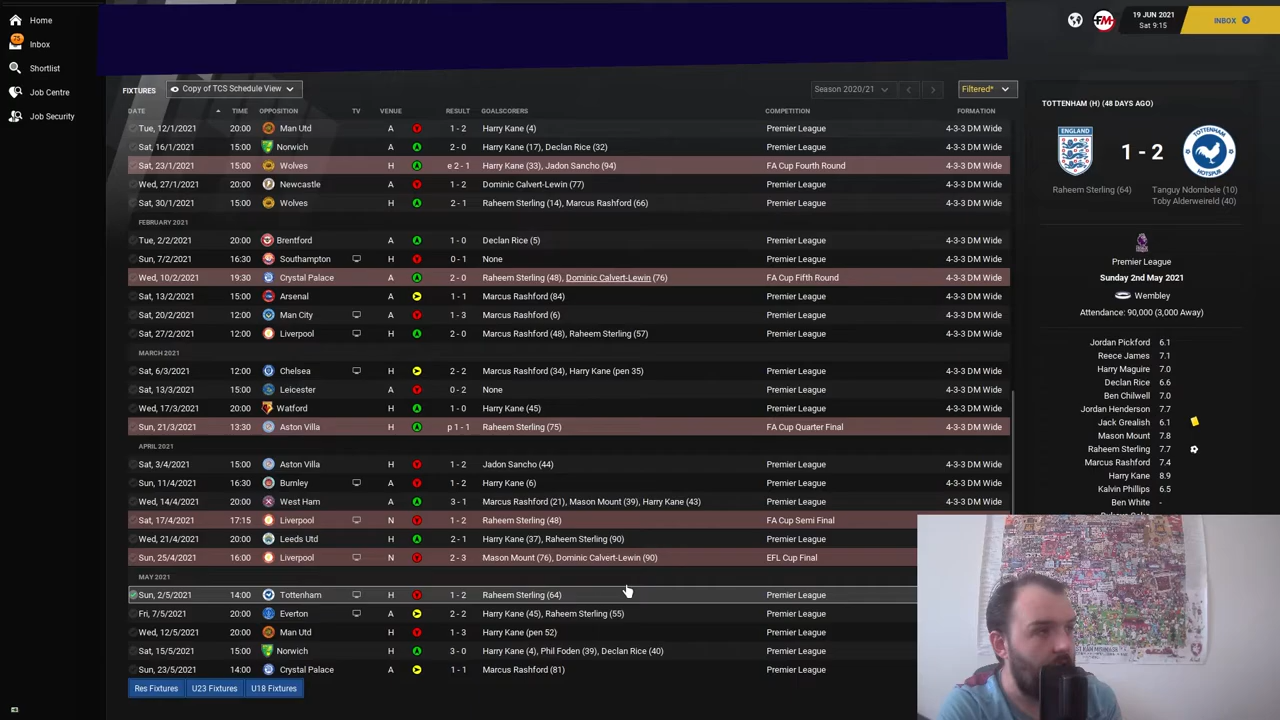 Home
19 JUN 2021
Sat 9:15
INBOX
75
Inbox
Shortlist
Job Centre
Job Security
FIXTURES
Copy of TCS Schedule View
Season 2020/21
Filtered*
DATE TIME OPPOSITION TV VENUE RESULT GOALSCORERS COMPETITION FORMATION
Tue, 12/1/2021 20:00 Man Utd A 1 - 2 Harry Kane (4) Premier League 4-3-3 DM Wide
Sat, 16/1/2021 15:00 Norwich A 2 - 0 Harry Kane (17), Declan Rice (32) Premier League 4-3-3 DM Wide
Sat, 23/1/2021 15:00 Wolves H e 2 - 1 Harry Kane (33), Jadon Sancho (94) FA Cup Fourth Round 4-3-3 DM Wide
Wed, 27/1/2021 20:00 Newcastle A 1 - 2 Dominic Calvert-Lewin (77) Premier League 4-3-3 DM Wide
Sat, 30/1/2021 15:00 Wolves H 2 - 1 Raheem Sterling (14), Marcus Rashford (66) Premier League 4-3-3 DM Wide
FEBRUARY 2021
Tue, 2/2/2021 20:00 Brentford A 1 - 0 Declan Rice (5) Premier League 4-3-3 DM Wide
Sun, 7/2/2021 16:30 Southampton H 0 - 1 None Premier League 4-3-3 DM Wide
Wed, 10/2/2021 19:30 Crystal Palace A 2 - 0 Raheem Sterling (48), Dominic Calvert-Lewin (76) FA Cup Fifth Round 4-3-3 DM Wide
Sat, 13/2/2021 15:00 Arsenal A 1 - 1 Marcus Rashford (84) Premier League 4-3-3 DM Wide
Sat, 20/2/2021 12:00 Man City A 1 - 3 Marcus Rashford (6) Premier League 4-3-3 DM Wide
Sat, 27/2/2021 12:00 Liverpool H 2 - 0 Marcus Rashford (48), Raheem Sterling (57) Premier League 4-3-3 DM Wide
MARCH 2021
Sat, 6/3/2021 12:00 Chelsea H 2 - 2 Marcus Rashford (34), Harry Kane (pen 35) Premier League 4-3-3 DM Wide
Sat, 13/3/2021 15:00 Leicester A 0 - 2 None Premier League 4-3-3 DM Wide
Wed, 17/3/2021 20:00 Watford H 1 - 0 Harry Kane (45) Premier League 4-3-3 DM Wide
Sun, 21/3/2021 13:30 Aston Villa H p 1 - 1 Raheem Sterling (75) FA Cup Quarter Final 4-3-3 DM Wide
APRIL 2021
Sat, 3/4/2021 15:00 Aston Villa H 1 - 2 Jadon Sancho (44) Premier League 4-3-3 DM Wide
Sun, 11/4/2021 16:30 Burnley A 1 - 2 Harry Kane (6) Premier League 4-3-3 DM Wide
Wed, 14/4/2021 20:00 West Ham A 3 - 1 Marcus Rashford (21), Mason Mount (39), Harry Kane (43) Premier League 4-3-3 DM Wide
Sat, 17/4/2021 17:15 Liverpool N 1 - 2 Raheem Sterling (48) FA Cup Semi Final
Wed, 21/4/2021 20:00 Leeds Utd H 2 - 1 Harry Kane (37), Raheem Sterling (90) Premier League
Sun, 25/4/2021 16:00 Liverpool N 2 - 3 Mason Mount (76), Dominic Calvert-Lewin (90) EFL Cup Final
MAY 2021
Sun, 2/5/2021 14:00 Tottenham H 1 - 2 Raheem Sterling (64) Premier League
Fri, 7/5/2021 20:00 Everton A 2 - 2 Harry Kane (45), Raheem Sterling (55) Premier League
Wed, 12/5/2021 20:00 Man Utd H 1 - 3 Harry Kane (pen 52) Premier League
Sat, 15/5/2021 15:00 Norwich H 3 - 0 Harry Kane (4), Phil Foden (39), Declan Rice (40) Premier League
Sun, 23/5/2021 14:00 Crystal Palace A 1 - 1 Marcus Rashford (81) Premier League
Res Fixtures U23 Fixtures U18 Fixtures
TOTTENHAM (H) (48 DAYS AGO)
ENGLAND
1 - 2
TOTTENHAM
HOTSPUR
Raheem Sterling (64) Tanguy Ndombele (10)
Toby Alderweireld (40)
Premier League
Sunday 2nd May 2021
Wembley
Attendance: 90,000 (3,000 Away)
Jordan Pickford 6.1
Reece James 7.1
Harry Maguire 7.0
Declan Rice 6.6
Ben Chilwell 7.0
Jordan Henderson 7.7
Jack Grealish 6.1
Mason Mount 7.8
Raheem Sterling 7.7
Marcus Rashford 7.4
Harry Kane 8.9
Kalvin Phillips 6.5
Ben White -